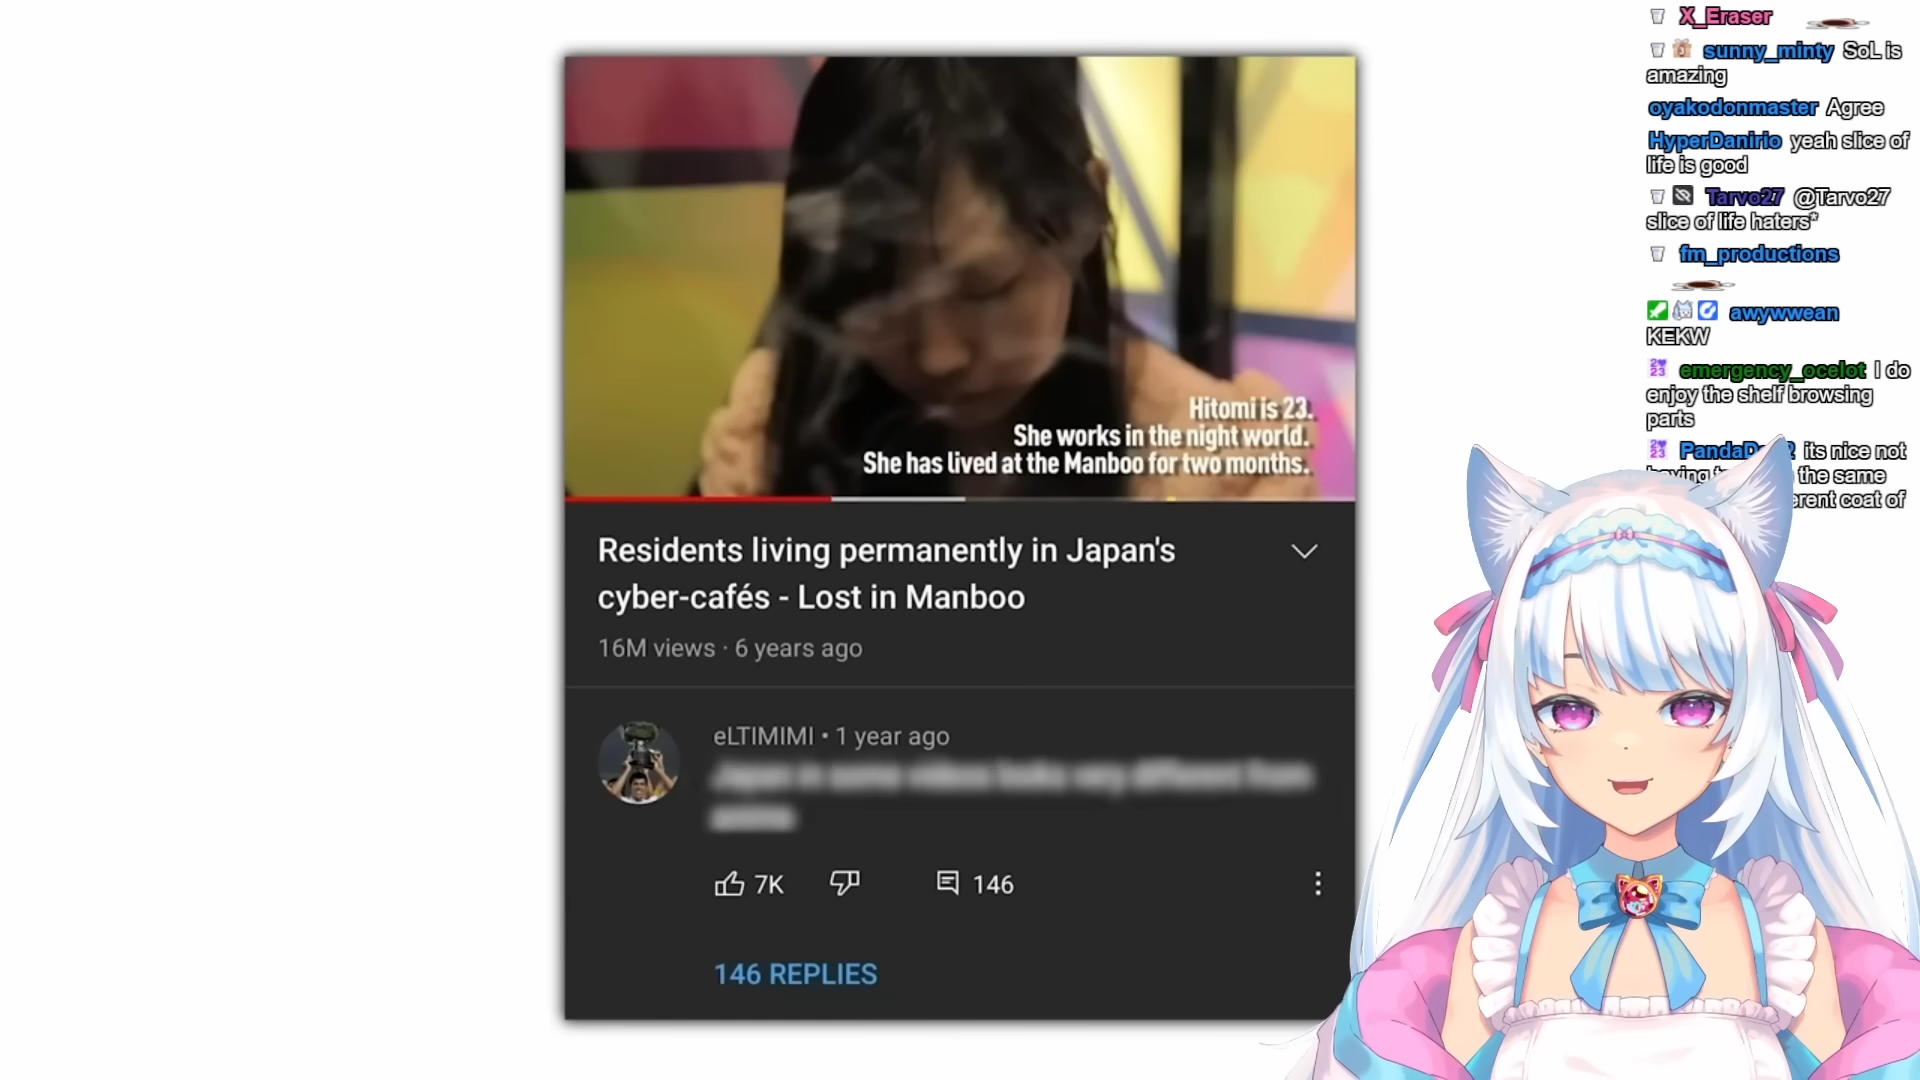 Hitomi is 23.
She works in the night world.
She has lived at the Manboo for two months.
Residents living permanently in Japan's
cyber-cafés - Lost in Manboo
16M views · 6 years ago
eLTIMIMI • 1 year ago
7K
146
146 REPLIES
X_Eraser
sunny_minty SoL is
amazing
oyakodonmaster Agree
HyperDanirio yeah slice of
life is good
Tarvo27 @Tarvo27
slice of life haters*
fm_productions
awywwean
KEKW
emergency_ocelot I do
enjoy the shelf browsing
parts
its nice not
the same
coat of